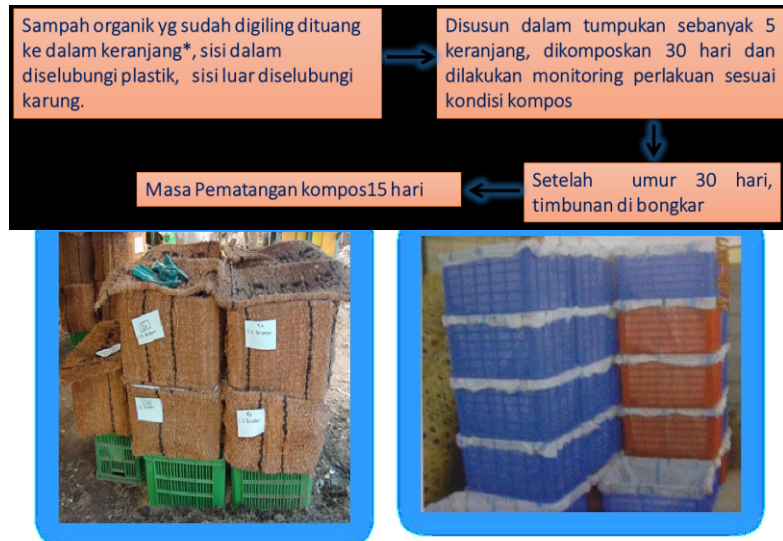 Sampah organik yg sudah digiling dituang
ke dalam keranjang*, sisi dalam
diselubungi plastik, sisi luar diselubungi
karung.
Disusun dalam tumpukan sebanyak 5
keranjang, dikomposkan 30 hari dan
dilakukan monitoring perlakuan sesuai
kondisi kompos
Setelah umur 30 hari,
timbunan di bongkar
Masa Pematangan kompos15 hari